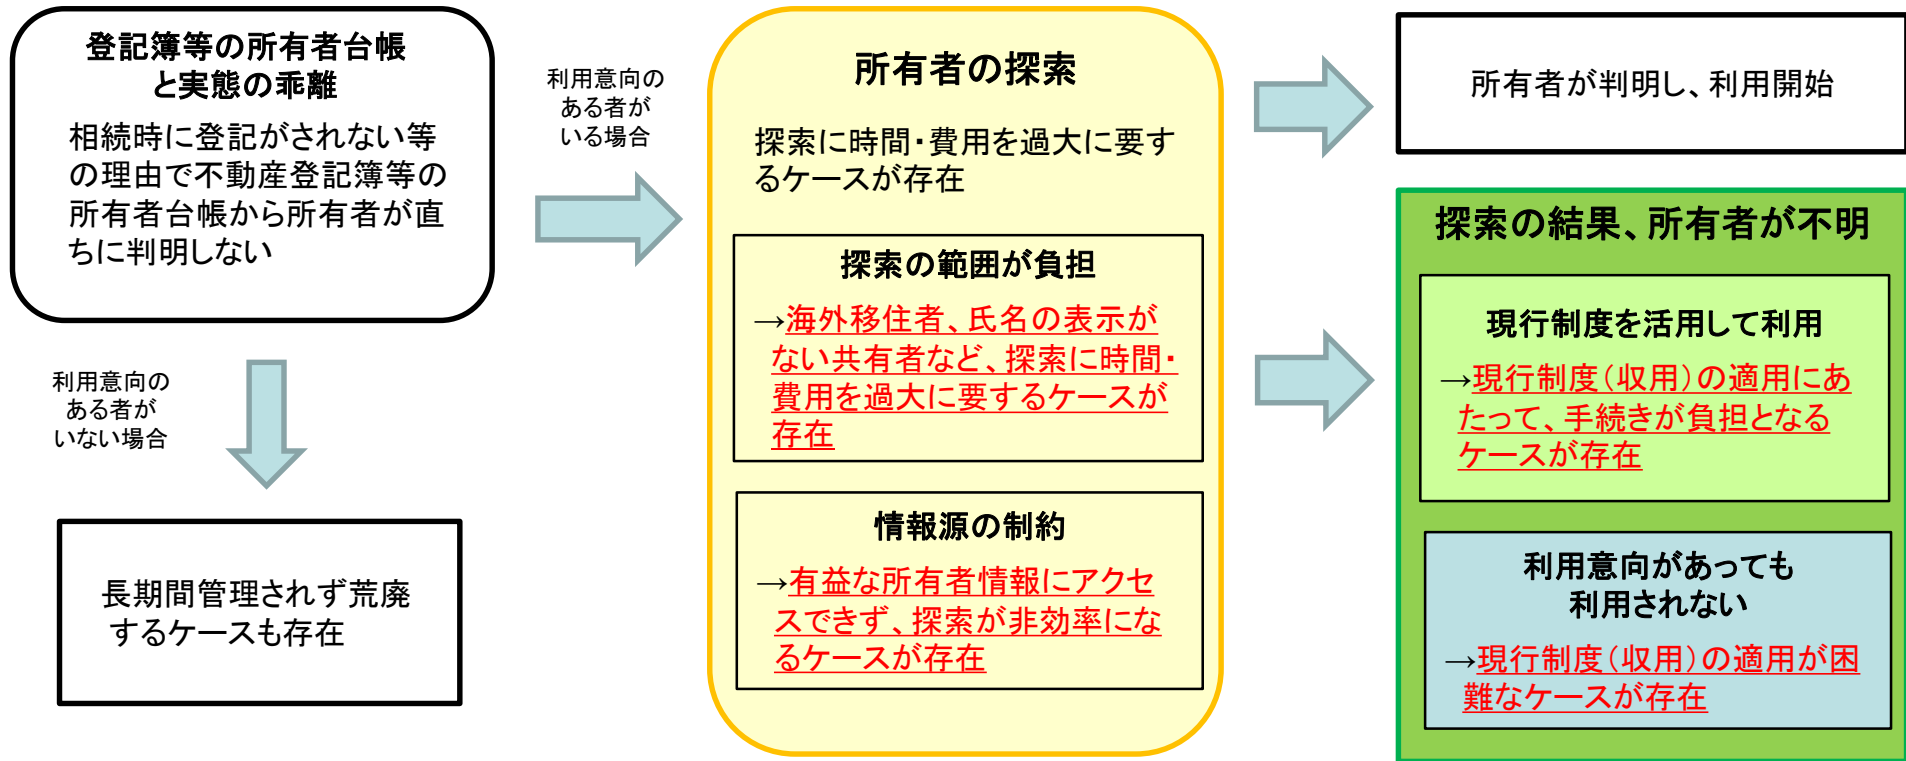 登記簿等の所有者台帳
と実態の乖離
相続時に登記がされない等
の理由で不動産登記簿等の
所有者台帳から所有者が直
ちに判明しない
利用意向の
ある者が
いない場合
長期間管理されず荒廃
するケースも存在
利用意向の
ある者が
いる場合
所有者の探索
探索に時間・費用を過大に要す
るケースが存在
探索の範囲が負担
→海外移住者、氏名の表示が
ない共有者など、探索に時間・
費用を過大に要するケースが
存在
情報源の制約
→有益な所有者情報にアクセ
スできず、探索が非効率にな
るケースが存在
所有者が判明し、利用開始
探索の結果、所有者が不明
現行制度を活用して利用
→現行制度（収用）の適用にあ
たって、手続きが負担となる
ケースが存在
利用意向があっても
利用されない
→現行制度（収用）の適用が困
難なケースが存在